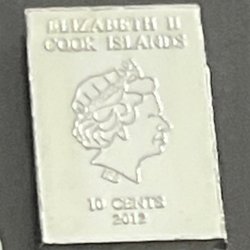 ELIZABETH II
COOK ISLANDS
10 CENTS
2012